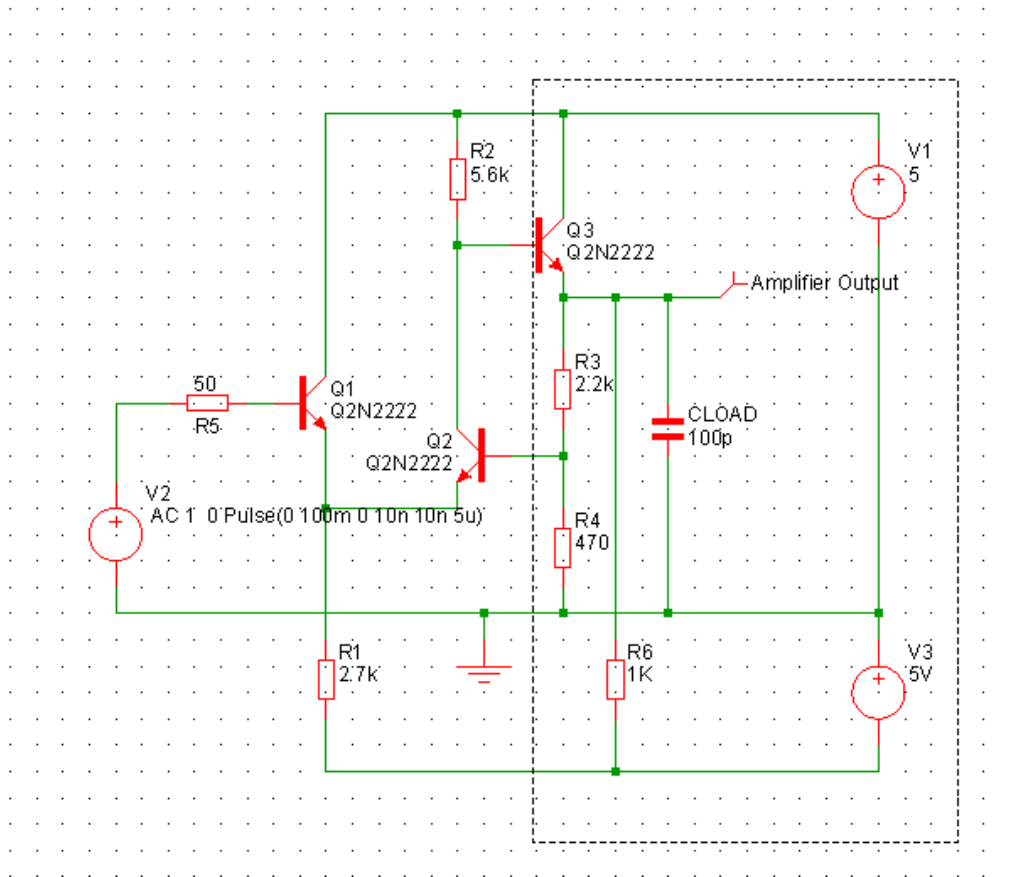 R2
5.6k
V1
5
Q3
Q2N2222
Amplifier Output
R3
2.2k
50
R5
Q1
Q2N2222
CLOAD
100p
Q2
Q2N2222
V2
AC 1 0 Pulse(0 100m 0 10n 10n 5u)
R4
470
R1
2.7k
R6
1K
V3
5V